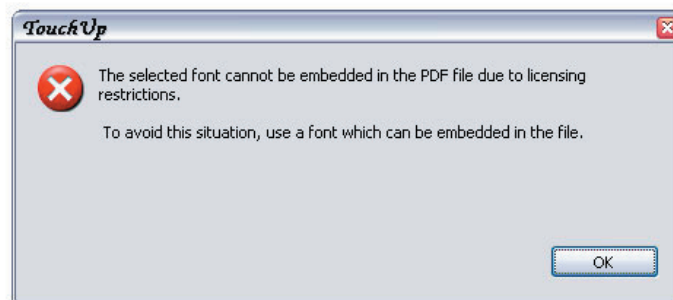 TouchUp
The selected font cannot be embedded in the PDF file due to licensing
restrictions.
To avoid this situation, use a font which can be embedded in the file.
OK